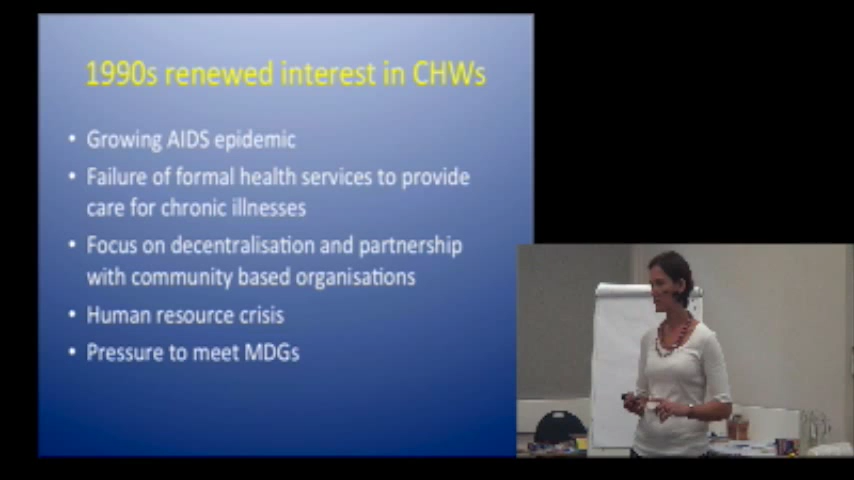 1990s renewed interest in CHWs
• Growing AIDS epidemic
• Failure of formal health services to provide
care for chronic illnesses
• Focus on decentralisation and partnership
with community based organisations
• Human resource crisis
• Pressure to meet MDGs